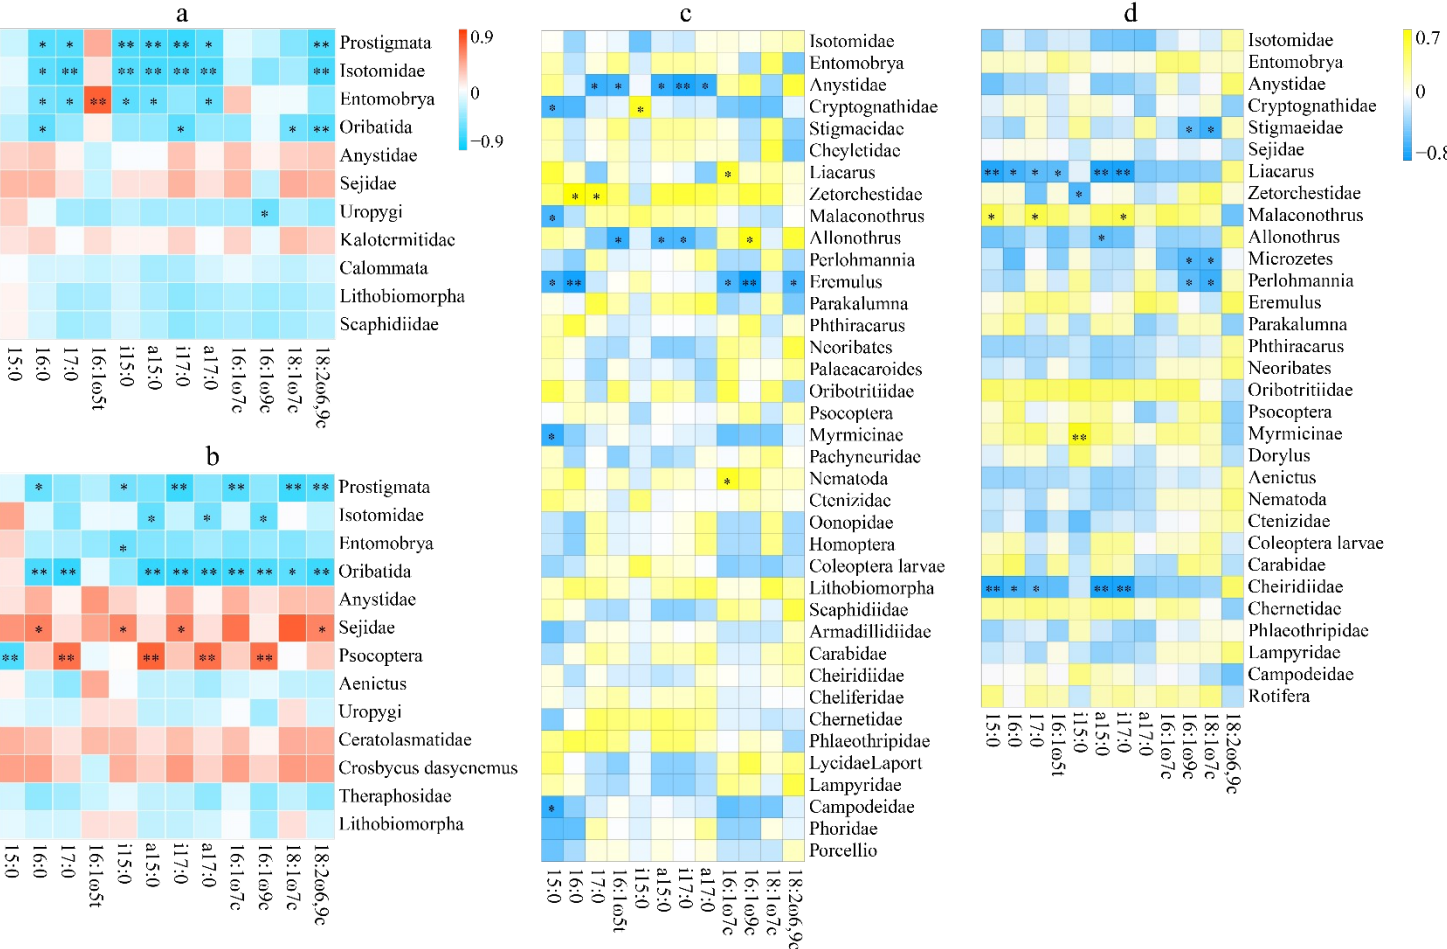 a
* * ** ** ** * ** Prostigmata
* ** ** ** ** ** ** Isotomidae
* * ** * * * Entomobrya
* * * ** Oribatida
Anystidae
Sejidae
* Uropygi
Kalotermitidae
Calommata
Lithobiomorpha
Scaphidiidae
15:0 16:0 17:0 16:1ω5t i15:0 a15:0 i17:0 a17:0 16:1ω7c 16:1ω9c 18:1ω7c 18:2ω6,9c
0.9
0
−0.9
b
* * ** ** ** ** Prostigmata
* * * Isotomidae
* Entomobrya
** ** ** ** ** ** ** * ** Oribatida
Anystidae
* * * * Sejidae
** ** ** ** ** Psocoptera
Aenictus
Uropygi
Ceratolasmatidae
Crosbycus dasycnemus
Theraphosidae
Lithobiomorpha
15:0 16:0 17:0 16:1ω5t i15:0 a15:0 i17:0 a17:0 16:1ω7c 16:1ω9c 18:1ω7c 18:2ω6,9c
c
Isotomidae
Entomobrya
* * * ** * Anystidae
* * Cryptognathidae
Stigmacidac
Cheyletidac
* Liacarus
* * Zetorchestidae
* Malaconothrus
* * * * Allonothrus
Perlohmannia
* ** * ** * Eremulus
Parakalumna
Phthiracarus
Neoribates
Palaeacaroides
Oribotritiidae
Psocoptera
* Myrmicinae
Pachyneuridae
* Nematoda
Ctenizidae
Oonopidae
Homoptera
Coleoptera larvae
Lithobiomorpha
Scaphidiidae
Armadillidiidae
Carabidae
Cheiridiidae
Cheliferidae
Chernetidae
Phlaeothripidae
LycidaeLaport
Lampyridae
* Campodeidae
Phoridae
Porcellio
15:0 16:0 17:0 16:1ω5t i15:0 a15:0 i17:0 a17:0 16:1ω7c 16:1ω9c 18:1ω7c 18:2ω6,9c
d
Isotomidae
Entomobrya
Anystidae
Cryptognathidae
* * Stigmaeidae
Sejidae
** * * * ** ** Liacarus
* Zetorchestidae
* * * Malaconothrus
* Allonothrus
* * Microzetes
* * Perlohmannia
Eremulus
Parakalumna
Phthiracarus
Neoribates
Oribotritiidae
Psocoptera
** Myrmicinae
Dorylus
Aenictus
Nematoda
Ctenizidae
Coleoptera larvae
Carabidae
** * * ** ** Cheiridiidae
Chernetidae
Phlaeothripidae
Lampyridae
Campodeidae
Rotifera
15:0 16:0 17:0 16:1ω5t i15:0 a15:0 i17:0 a17:0 16:1ω7c 16:1ω9c 18:1ω7c 18:2ω6,9c
0.7
0
−0.8